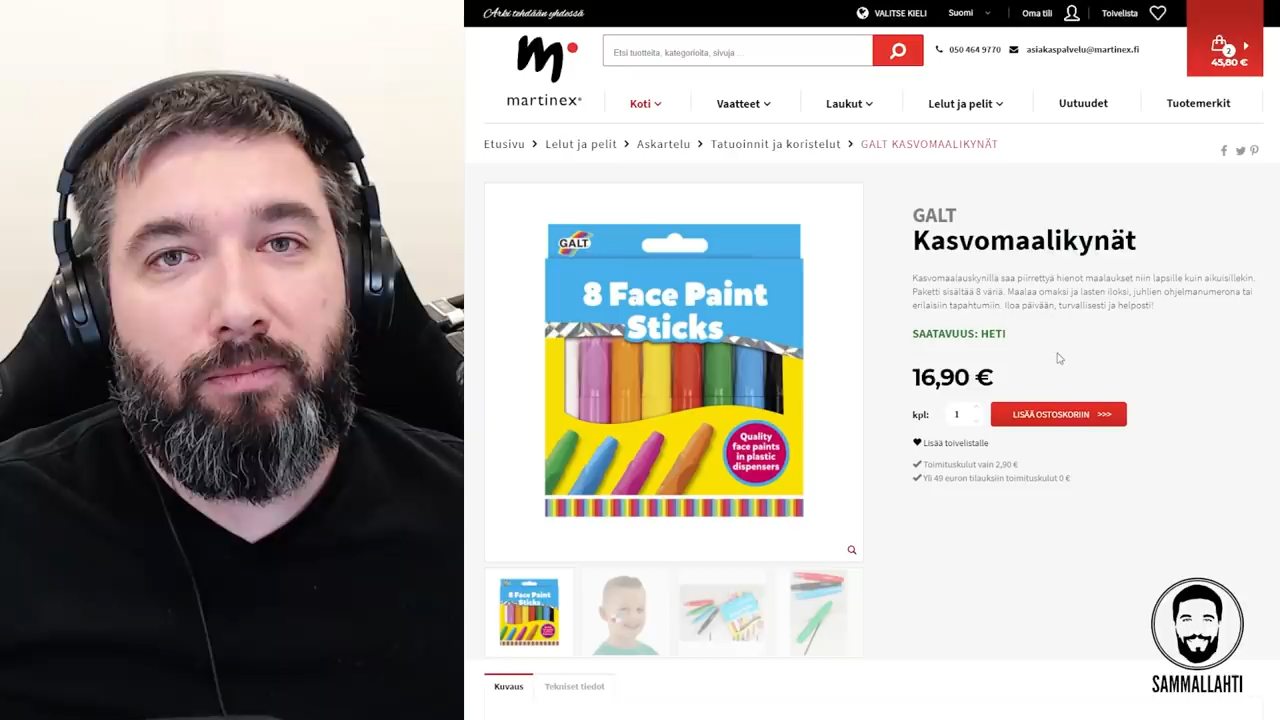 Arki tehdään yhdessä
VALITSE KIELI
Suomi
Oma tili
Toivelista
martinex
Etsi tuotteita, kategorioita, sivuja ...
050 464 9770
asiakaspalvelu@martinex.fi
2
45,80 €
Koti
Vaatteet
Laukut
Lelut ja pelit
Uutuudet
Tuotemerkit
Etusivu > Lelut ja pelit > Askartelu > Tatuoinnit ja koristelut > GALT KASVOMAALIKYNÄT
GALT
8 Face Paint
Sticks
Quality
face paints
in plastic
dispensers
GALT
Kasvomaalikynät
Kasvomaalauskynillä saa piirrettyä hienot maalaukset niin lapsille kuin aikuisillekin.
Paketti sisältää 8 väriä. Maalaa omaksi ja lasten iloksi, juhlien ohjelmanumerona tai
erilaisiin tapahtumiin. Iloa päivään, turvallisesti ja helposti!
SAATAVUUS: HETI
16,90 €
kpl:
1
LISÄÄ OSTOSKORIIN >>>
Lisää toivelistalle
Toimituskulut vain 2,90 €
Yli 49 euron tilauksiin toimituskulut 0 €
8 Face Paint
Sticks
Kuvaus
Tekniset tiedot
SAMMALLAHTI